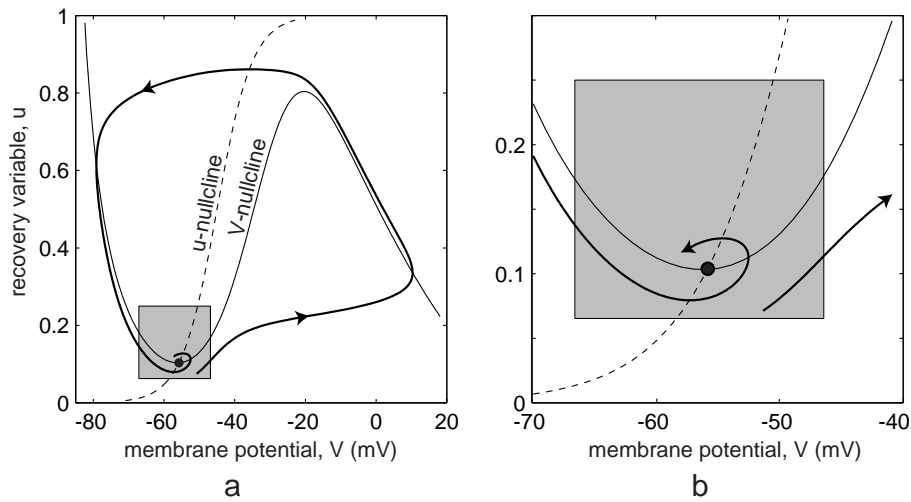 1
0.8
0.6
0.4
0.2
0
recovery variable, u
u-nullcline
V-nullcline
-80 -60 -40 -20 0 20
membrane potential, V (mV)
a
0.2
0.1
0
-70 -60 -50 -40
membrane potential, V (mV)
b